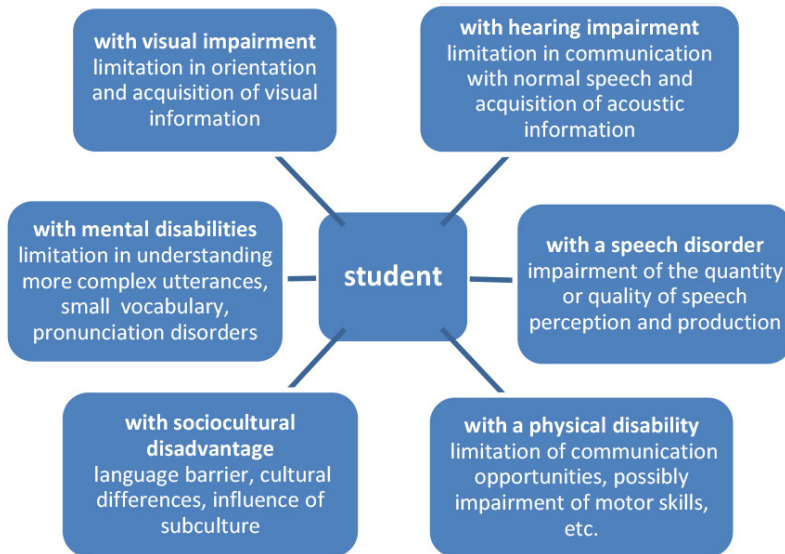 with visual impairment
limitation in orientation
and acquisition of visual
information
with hearing impairment
limitation in communication
with normal speech and
acquisition of acoustic
information
with mental disabilities
limitation in understanding
more complex utterances,
small vocabulary,
pronunciation disorders
student
with a speech disorder
impairment of the quantity
or quality of speech
perception and production
with sociocultural
disadvantage
language barrier, cultural
differences, influence of
subculture
with a physical disability
limitation of communication
opportunities, possibly
impairment of motor skills,
etc.